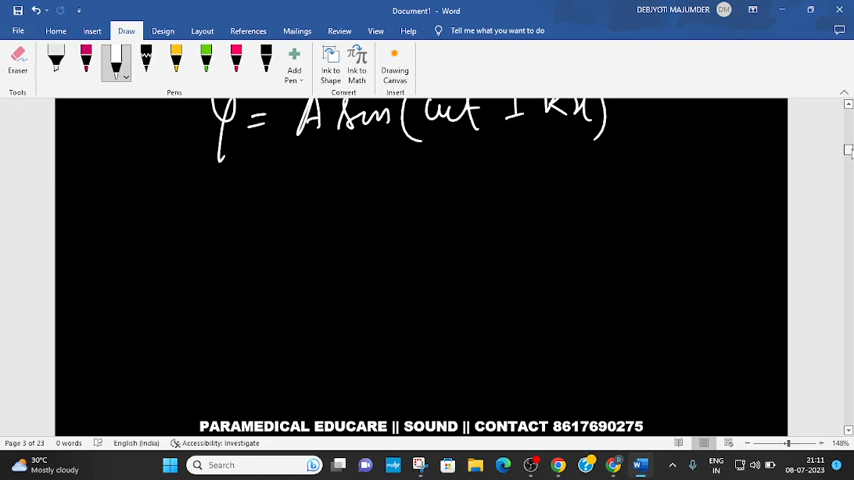 Document1 - Word
DEBJYOTI MAJUMDER DM
File Home Insert Draw Design Layout References Mailings Review View Help Tell me what you want to do
Eraser
Add Pen
Ink to Shape
Ink to Math
Drawing Canvas
Tools Pens Convert Insert
φ = A sin(ωt ± kx)
PARAMEDICAL EDUCARE || SOUND || CONTACT 8617690275
Page 3 of 23 0 words English (India) Accessibility: Investigate 148%
30°C
Mostly cloudy
Search
ENG
IN
21:11
08-07-2023